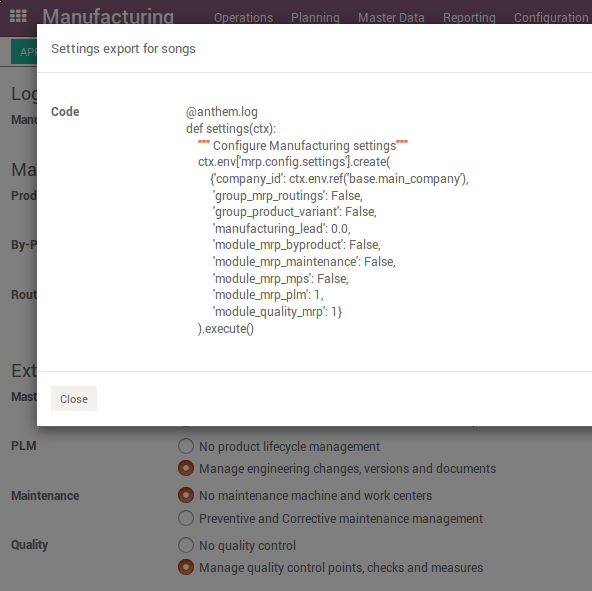 Manufacturing
Operations Planning Master Data Reporting Configuration
Settings export for songs
Code
@anthem.log
def settings(ctx):
""" Configure Manufacturing settings"""
ctx.env['mrp.config.settings'].create(
{'company_id': ctx.env.ref('base.main_company'),
'group_mrp_routings': False,
'group_product_variant': False,
'manufacturing_lead': 0.0,
'module_mrp_byproduct': False,
'module_mrp_maintenance': False,
'module_mrp_mps': False,
'module_mrp_plm': 1,
'module_quality_mrp': 1}
).execute()
Close
AP
Log
Manu
Ma
Prod
By-P
Rout
Ext
Mast
PLM
No product lifecycle management
Manage engineering changes, versions and documents
Maintenance
No maintenance machine and work centers
Preventive and Corrective maintenance management
Quality
No quality control
Manage quality control points, checks and measures